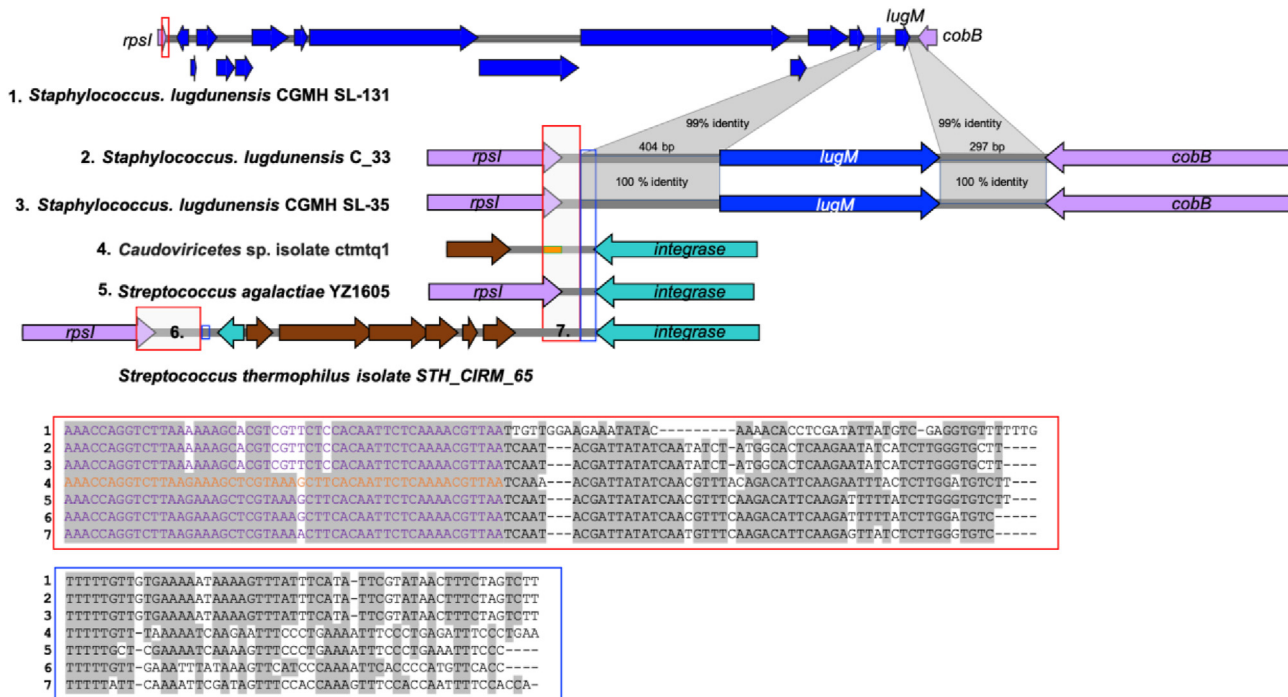 lugM
rpsI
cobB
1. Staphylococcus. lugdunensis CGMH SL-131
99% identity
99% identity
2. Staphylococcus. lugdunensis C_33
rpsI
404 bp
lugM
297 bp
cobB
100 % identity
100 % identity
3. Staphylococcus. lugdunensis CGMH SL-35
rpsI
lugM
cobB
4. Caudoviricetes sp. isolate ctmtq1
integrase
5. Streptococcus agalactiae YZ1605
rpsI
integrase
rpsI
6.
7.
integrase
Streptococcus thermophilus isolate STH_CIRM_65
1 AAACCAGGTCTTAAAAAAGCACGTCGTTCTCCACAATTCTCAAAACGTTAATTGTTGGAAGAAATATAC---------AAAACACCTCGATATTATGTC-GAGGTGTTTTTTG
2 AAACCAGGTCTTAAAAAAGCACGTCGTTCTCCACAATTCTCAAAACGTTAATCAAT---ACGATTATATCAATATCT-ATGGCACTCAAGAATATCATCTTGGGTGCTT----
3 AAACCAGGTCTTAAAAAAGCACGTCGTTCTCCACAATTCTCAAAACGTTAATCAAT---ACGATTATATCAATATCT-ATGGCACTCAAGAATATCATCTTGGGTGCTT----
4 AAACCAGGTCTTAAGAAAGCTCGTAAAGCTTCACAATTCTCAAAACGTTAATCAAA---ACGATTATATCAACGTTTACAGACATTCAAGAATTTACTCTTGGATGTCTT---
5 AAACCAGGTCTTAAGAAAGCTCGTAAAGCTTCACAATTCTCAAAACGTTAATCAAT---ACGATTATATCAACGTTTCAAGACATTCAAGATTTTTATCTTGGGTGTCTT---
6 AAACCAGGTCTTAAGAAAGCTCGTAAAGCTTCACAATTCTCAAAACGTTAATCAAT---ACGATTATATCAACGTTTCAAGACATTCAAGATTTTTATCTTGGGTGTC-----
7 AAACCAGGTCTTAAGAAAGCTCGTAAAACTTCACAATTCTCAAAACGTTAATCAAT---ACGATTATATCAATGTTTCAAGACATTCAAGAGTTATCTCTTGGGTGTC-----
1 TTTTTGTTGTGAAAAATAAAAGTTTATTTCATA-TTCGTATAACTTTCTAGTCTT
2 TTTTTGTTGTGAAAAATAAAAGTTTATTTCATA-TTCGTATAACTTTCTAGTCTT
3 TTTTTGTTGTGAAAAATAAAAGTTTATTTCATA-TTCGTATAACTTTCTAGTCTT
4 TTTTTGTT-TAAAAATCAAGAATTTCCCTGAAAATTTCCCTGAGATTTCCCTGAA
5 TTTTTGCT-CGAAAATCAAAAGTTTCCCTGAAAATTTCCCTGAAATTTCCC----
6 TTTTTGTT-GAAATTTATAAAGTTCATCCCAAAATTCACCCCATGTTCACC----
7 TTTTTATT-CAAAATTCGATAGTTTCCACCAAAGTTTCCACCAATTTTCCACCA-